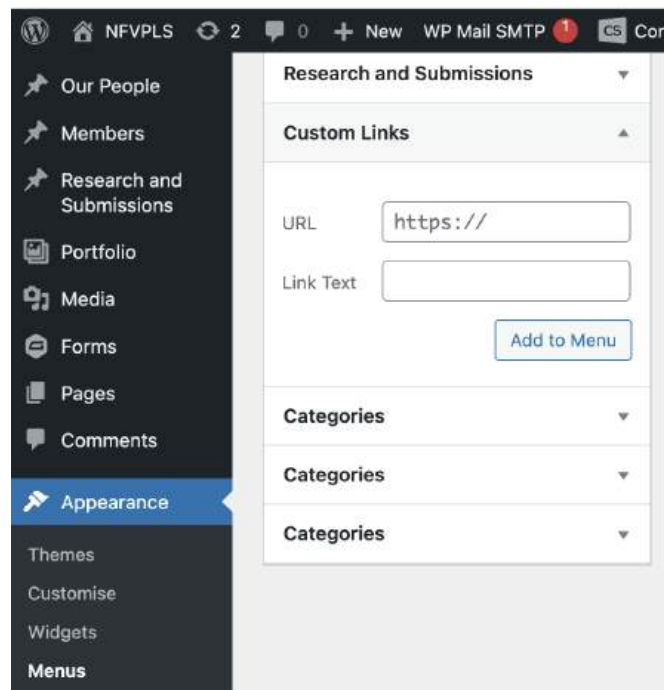 NFVPLS 2 0 + New WP Mail SMTP 1 CS Cor
Our People
Members
Research and
Submissions
Portfolio
Media
Forms
Pages
Comments
Appearance
Themes
Customise
Widgets
Menus
Research and Submissions
Custom Links
URL https://
Link Text
Add to Menu
Categories
Categories
Categories